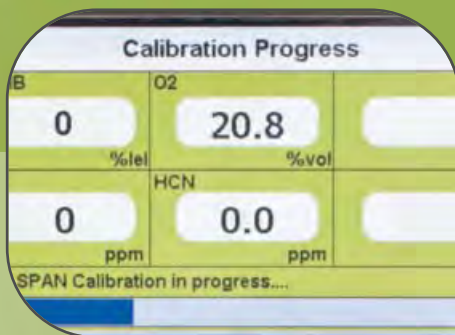 Calibration Progress
O2
0
20.8
%lel
%vol
HCN
0
0.0
ppm
ppm
SPAN Calibration in progress....